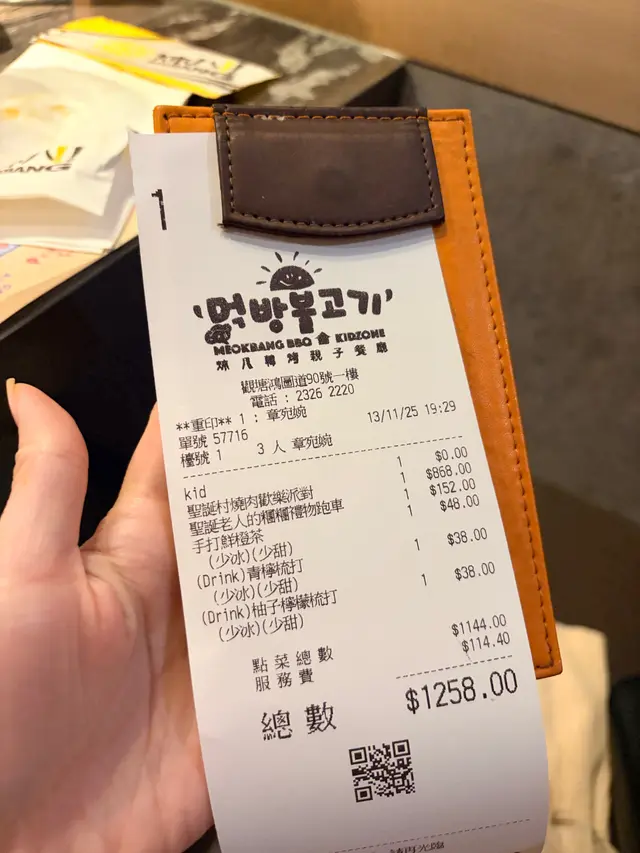 1
'먹방불고기'
MEOKBANG BBQ KIDZONE
燒八韓烤親子餐廳
觀塘鴻圖道90號一樓
電話 : 2326 2220
**重印** 1 : 章宛婉
單號 57716 13/11/25 19:29
檯號 1 3 人 章宛婉
kid 1 $0.00
聖誕村燒肉歡樂派對 1 $868.00
聖誕老人的糰糰禮物跑車 1 $152.00
手打鮮橙茶 1 $48.00
(少冰)(少甜)
(Drink)青檸梳打 1 $38.00
(少冰)(少甜)
(Drink)柚子檸檬梳打 1 $38.00
(少冰)(少甜)
點菜總數 $1144.00
服務費 $114.40
總數 $1258.00